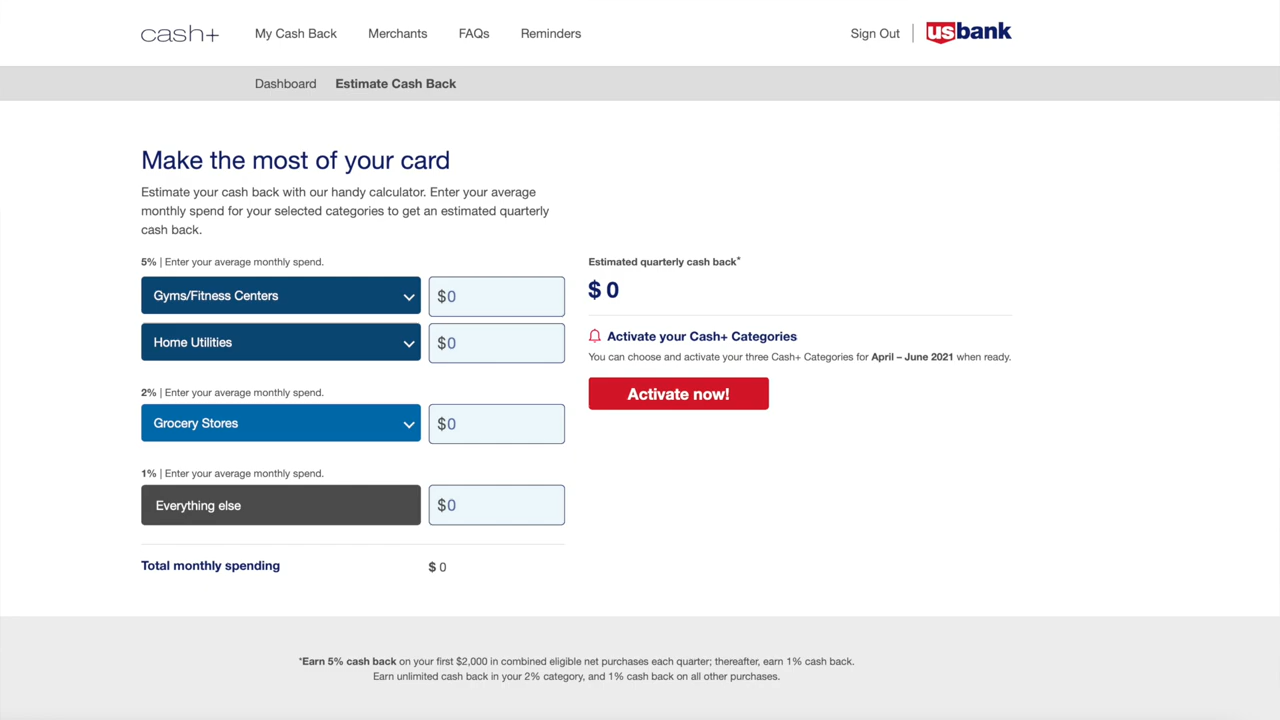 cash+ My Cash Back Merchants FAQs Reminders Sign Out usbank
Dashboard Estimate Cash Back
Make the most of your card
Estimate your cash back with our handy calculator. Enter your average
monthly spend for your selected categories to get an estimated quarterly
cash back.
5% | Enter your average monthly spend.
Gyms/Fitness Centers $0
Home Utilities $0
2% | Enter your average monthly spend.
Grocery Stores $0
1% | Enter your average monthly spend.
Everything else $0
Total monthly spending $ 0
Estimated quarterly cash back*
$ 0
Activate your Cash+ Categories
You can choose and activate your three Cash+ Categories for April – June 2021 when ready.
Activate now!
*Earn 5% cash back on your first $2,000 in combined eligible net purchases each quarter; thereafter, earn 1% cash back.
Earn unlimited cash back in your 2% category, and 1% cash back on all other purchases.